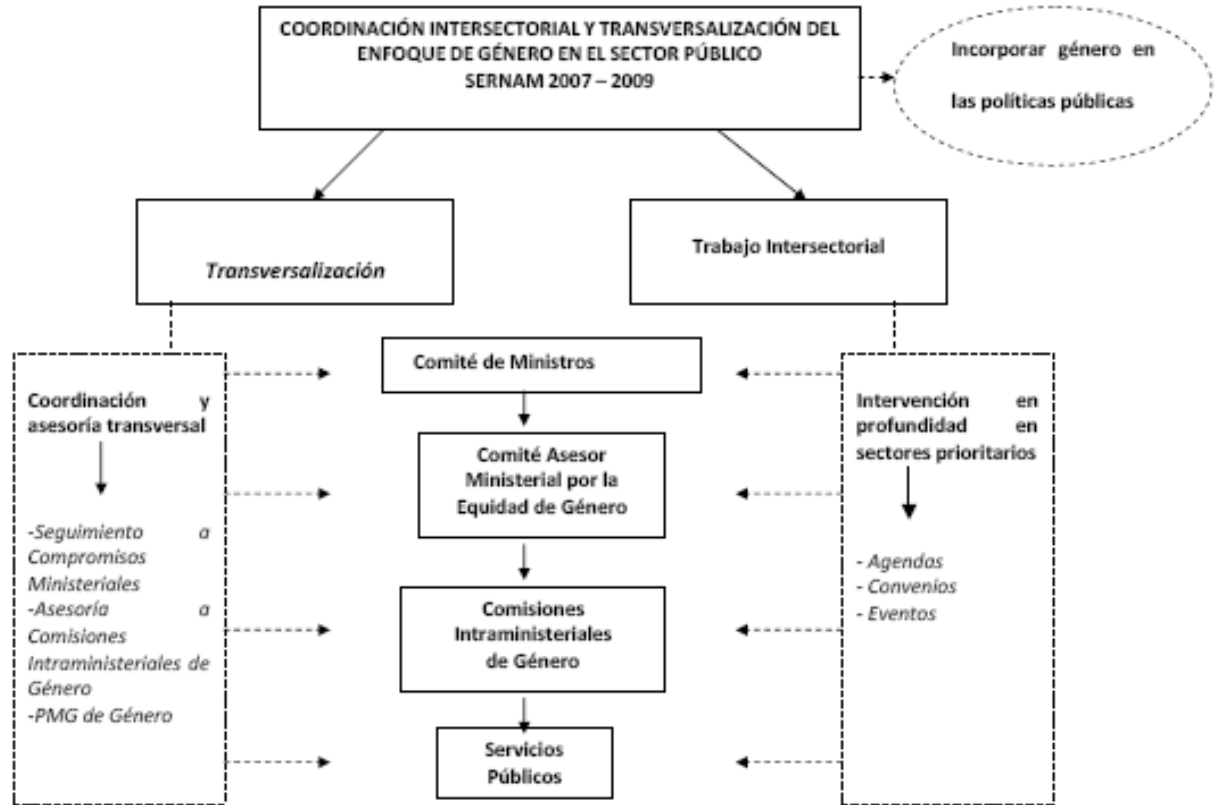 COORDINACIÓN INTERSECTORIAL Y TRANSVERSALIZACIÓN DEL
ENFOQUE DE GÉNERO EN EL SECTOR PÚBLICO
SERNAM 2007 – 2009
Incorporar género en
las políticas públicas
Transversalización
Trabajo Intersectorial
Coordinación y
asesoría transversal
-Seguimiento a
Compromisos
Ministeriales
-Asesoría a
Comisiones
Intraministeriales de
Género
-PMG de Género
Comité de Ministros
Comité Asesor
Ministerial por la
Equidad de Género
Comisiones
Intraministeriales
de Género
Servicios
Públicos
Intervención en
profundidad en
sectores prioritarios
- Agendas
- Convenios
- Eventos